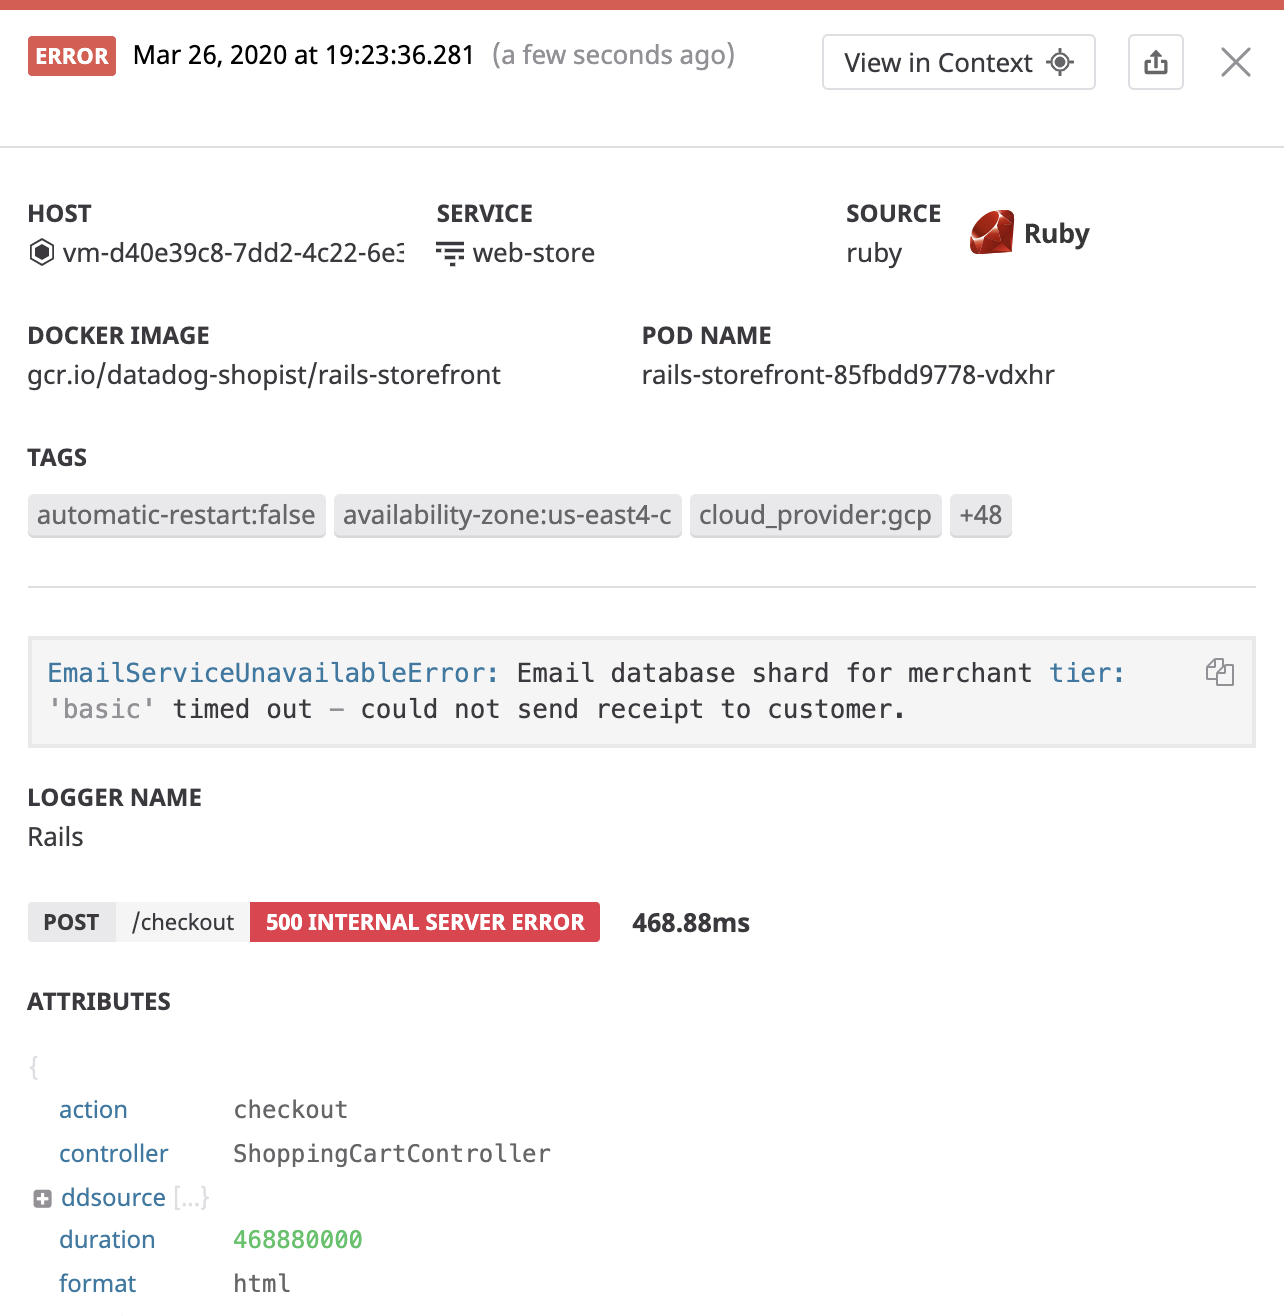 ERROR Mar 26, 2020 at 19:23:36.281 (a few seconds ago) View in Context
HOST SERVICE SOURCE Ruby
vm-d40e39c8-7dd2-4c22-6e3 web-store ruby
DOCKER IMAGE POD NAME
gcr.io/datadog-shopist/rails-storefront rails-storefront-85fbdd9778-vdxhr
TAGS
automatic-restart:false availability-zone:us-east4-c cloud_provider:gcp +48
EmailServiceUnavailableError: Email database shard for merchant tier:
'basic' timed out – could not send receipt to customer.
LOGGER NAME
Rails
POST /checkout 500 INTERNAL SERVER ERROR 468.88ms
ATTRIBUTES
{
action checkout
controller ShoppingCartController
ddsource [...}
duration 468880000
format html